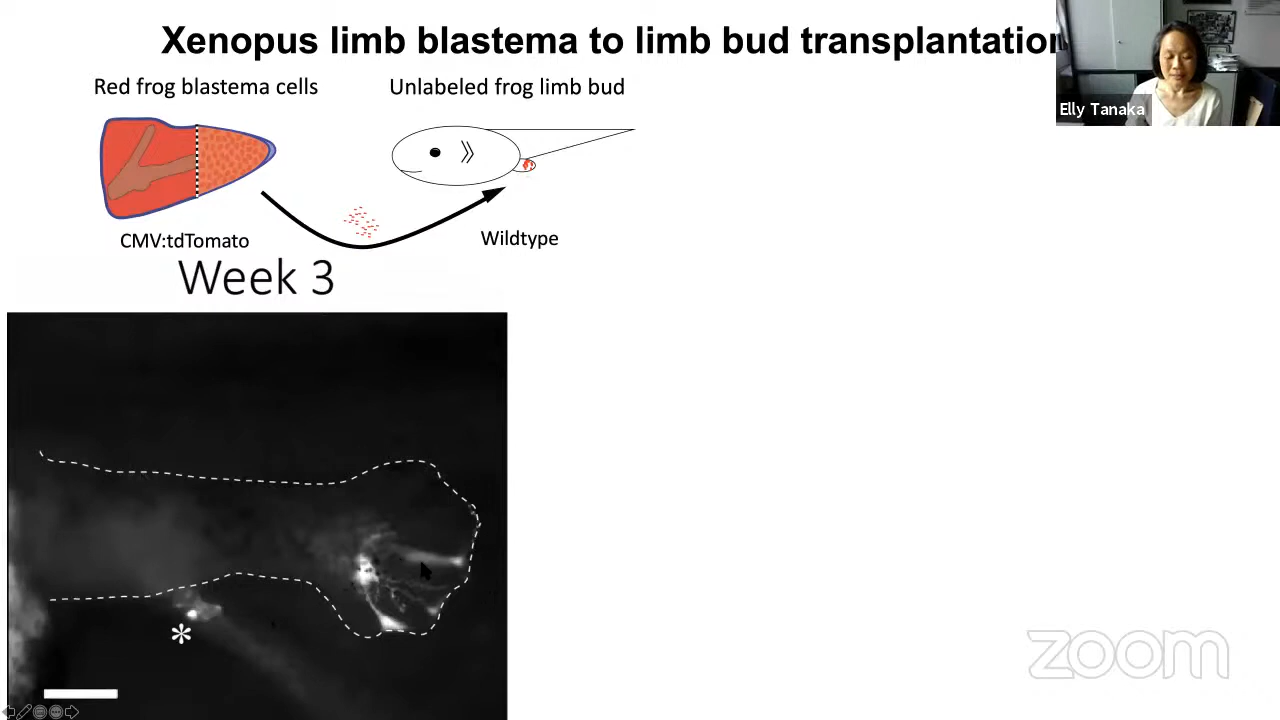 Xenopus limb blastema to limb bud transplantation
Elly Tanaka
Red frog blastema cells
Unlabeled frog limb bud
CMV:tdTomato
Wildtype
Week 3
*
zoom